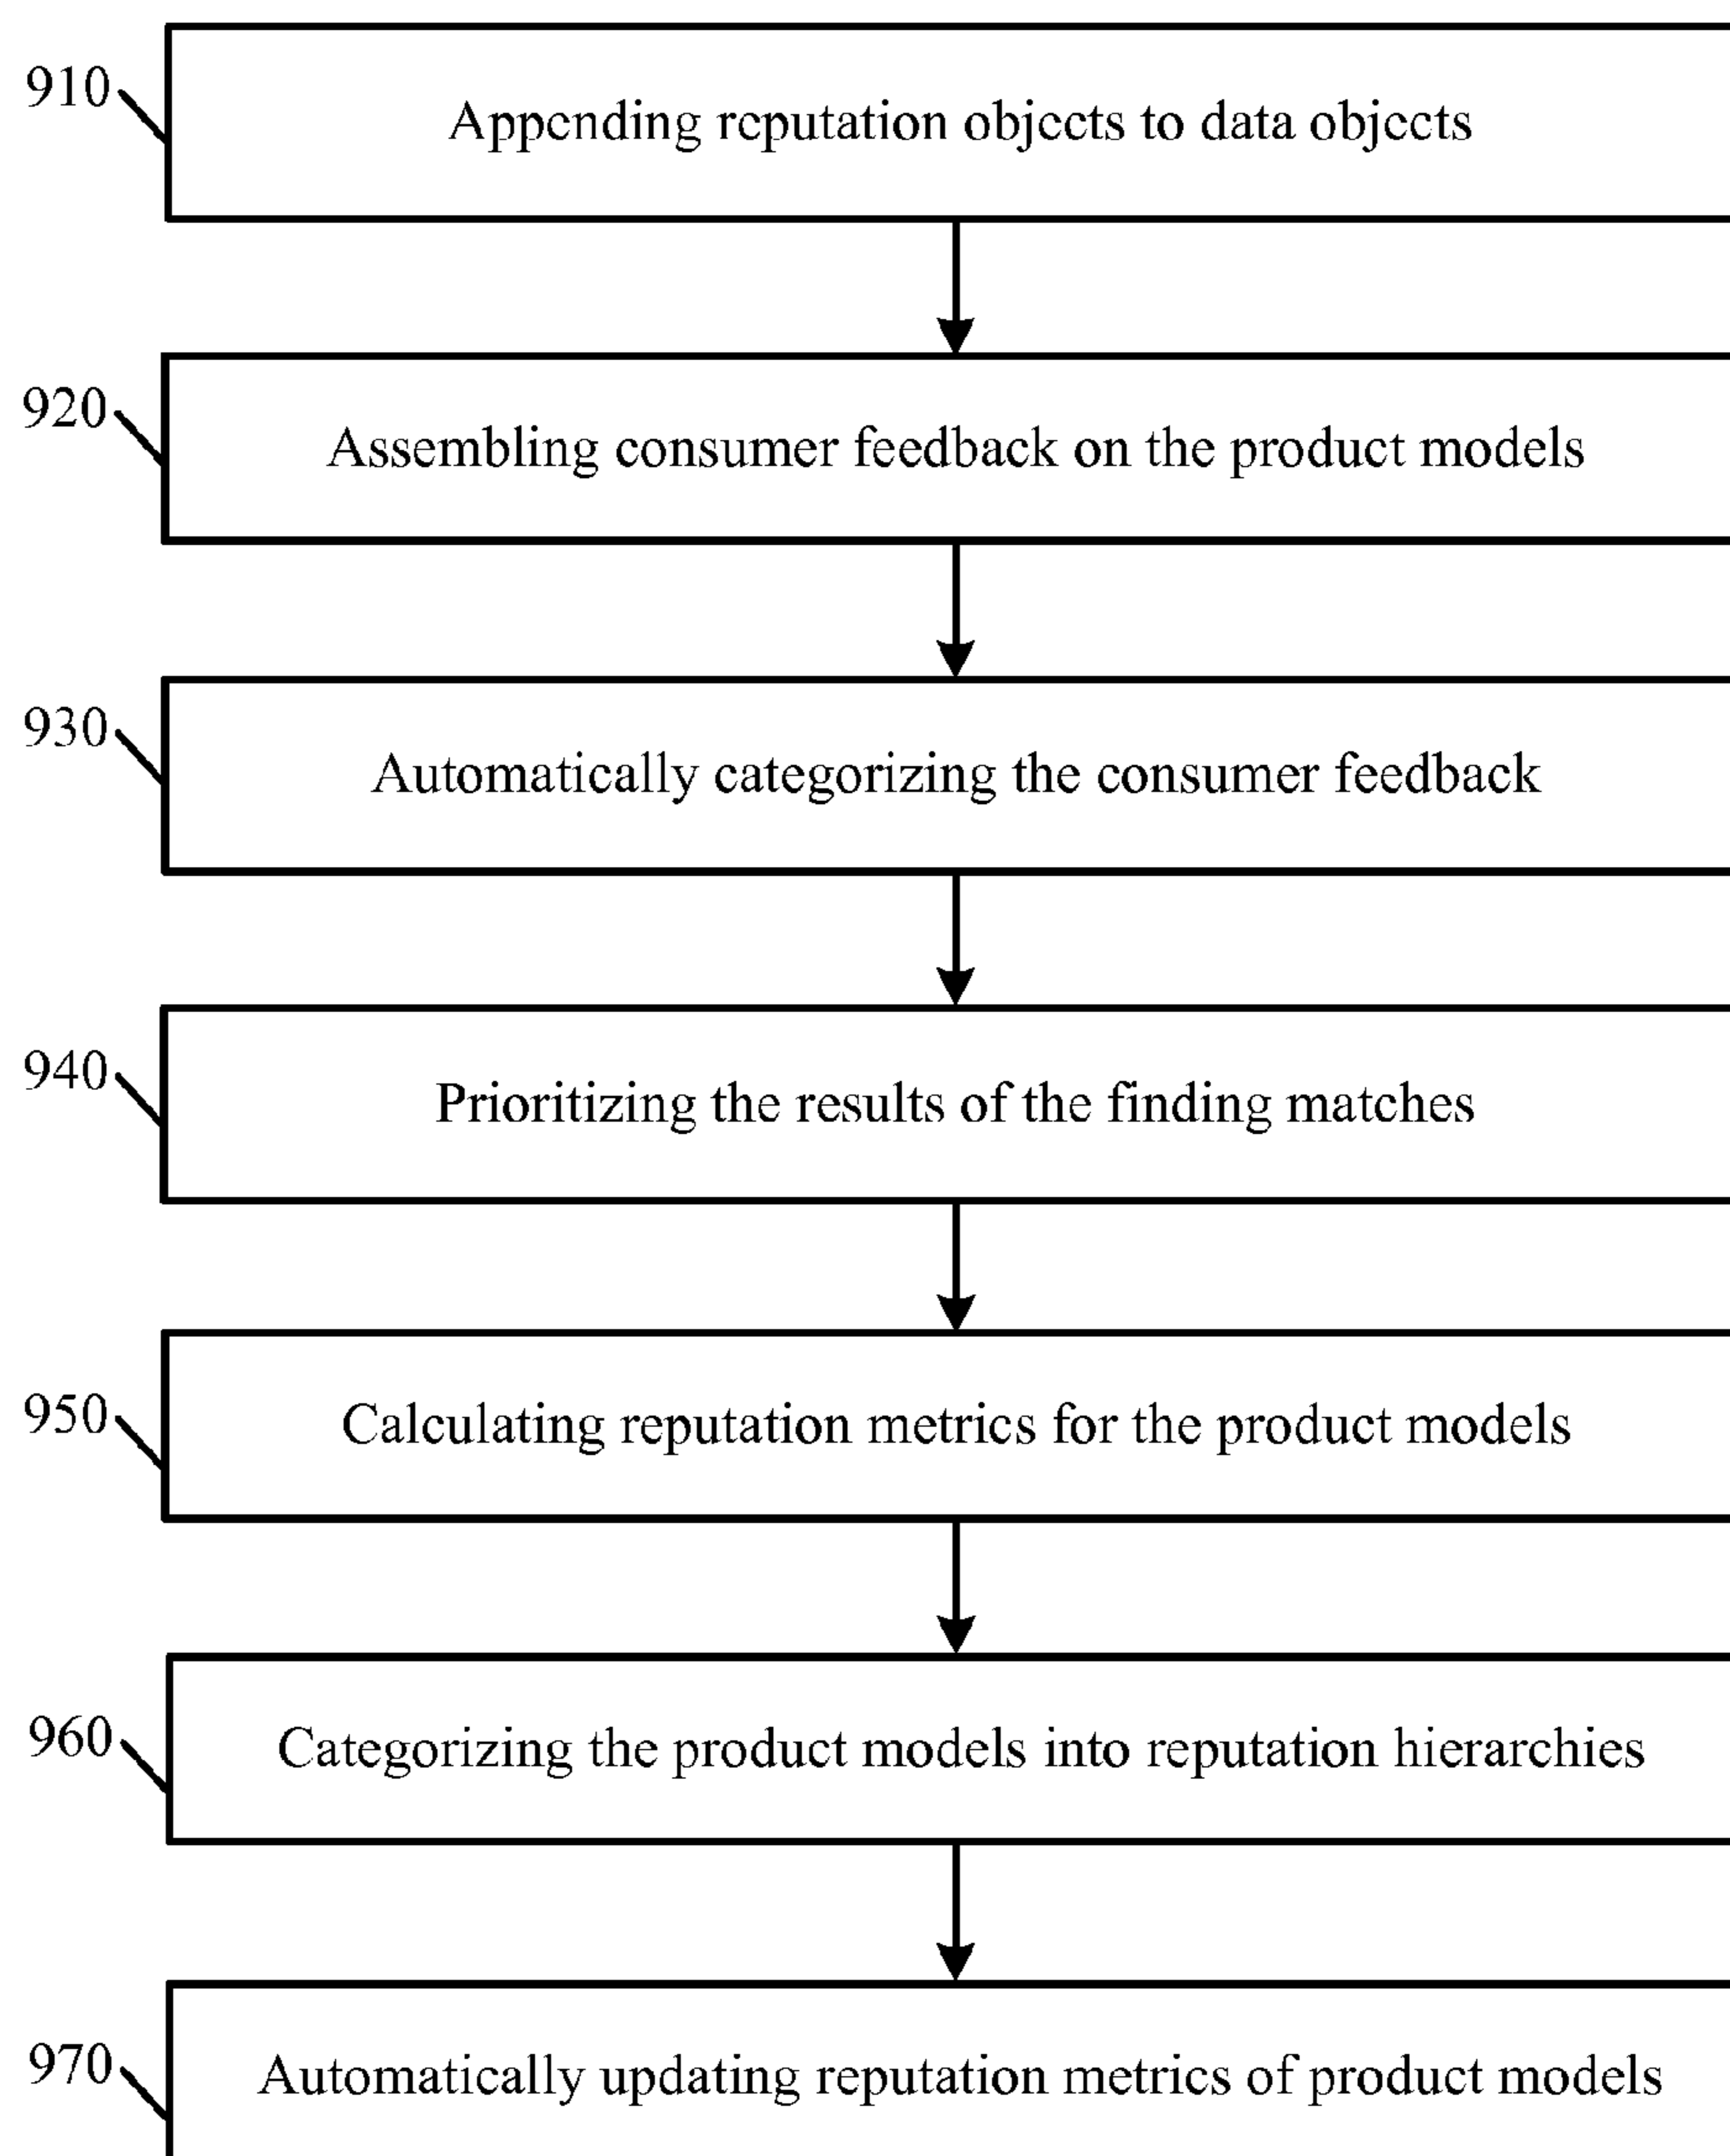 910
Appending reputation objects to data objects
920
Assembling consumer feedback on the product models
930
Automatically categorizing the consumer feedback
940
Prioritizing the results of the finding matches
950
Calculating reputation metrics for the product models
960
Categorizing the product models into reputation hierarchies
970
Automatically updating reputation metrics of product models